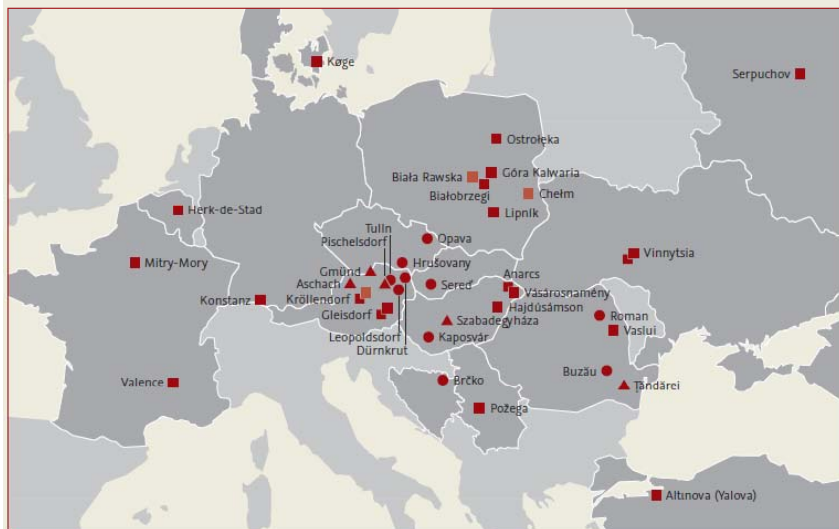 Køge
Serpuchov
Ostrołęka
Biała Rawska
Góra Kalwaria
Białobrzegi
Chełm
Herk-de-Stad
Lipnik
Tulln
Pischelsdorf
Opava
Mitry-Mory
Vinnytsia
Gmünd
Hrušovany
Aschach
Sereď
Anarcs
Konstanz
Kröllendorf
Vásárosnamény
Gleisdorf
Hajdúsámson
Szabadegyháza
Roman
Leopoldsdorf
Kaposvár
Vaslui
Dürnkrut
Valence
Brčko
Buzău
Ţăndărei
Požega
Altınova (Yalova)